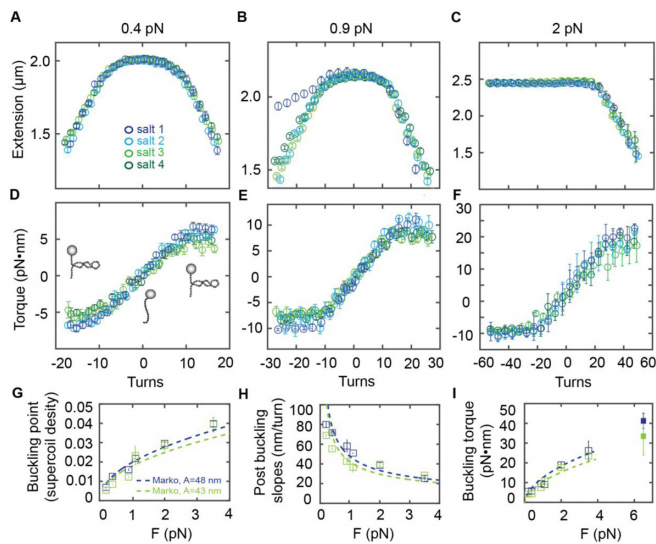 A 0.4 pN B 0.9 pN C 2 pN
Extension (µm)
2.0
1.5
salt 1
salt 2
salt 3
salt 4
2.0
1.5
3.0
2.5
2.0
1.5
D E F
Torque (pN•nm)
5
0
-5
-20 -10 0 10 20
Turns
10
5
0
-5
-10
-30 -20 -10 0 10 20 30
Turns
30
20
10
0
-10
-60 -40 -20 0 20 40 60
Turns
G H I
Buckling point
(supercoil desity)
0.05
0.04
0.03
0.02
0.01
0
Marko, A=48 nm
Marko, A=43 nm
0 1 2 3 4
F (pN)
Post buckling
slopes (nm/turn)
100
80
60
40
20
0
0 1 2 3 4
F (pN)
Buckling torque
(pN•nm)
50
40
30
20
10
0
0 2 4 6
F (pN)